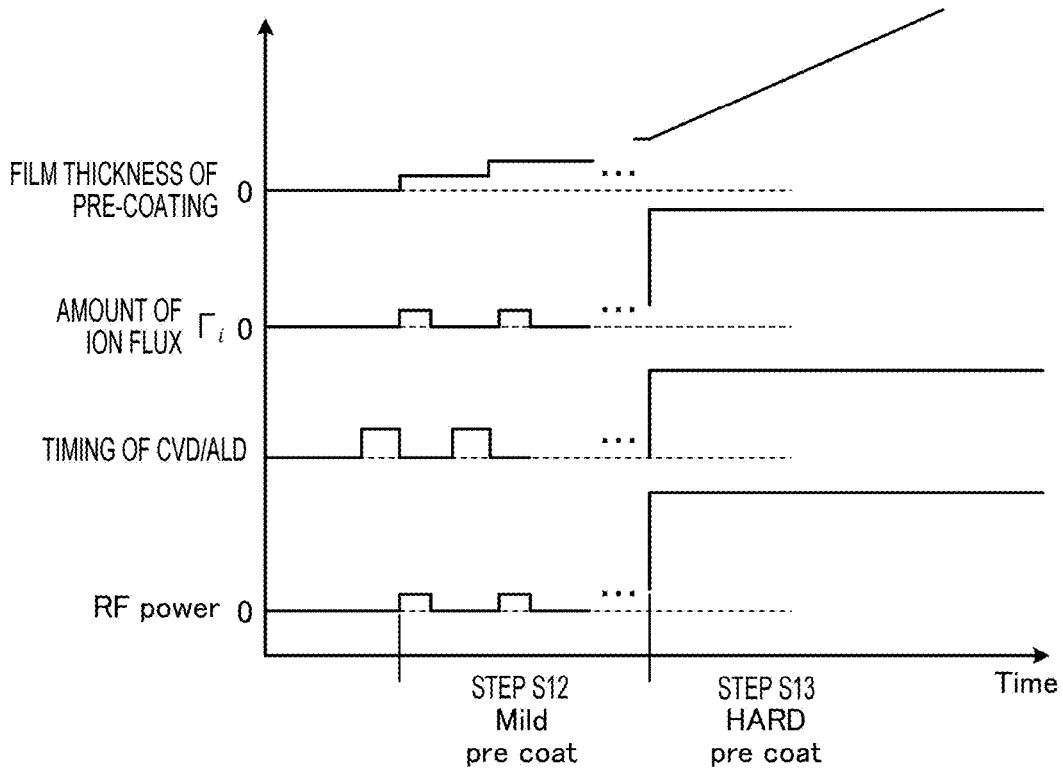 FILM THICKNESS OF
PRE-COATING
0
AMOUNT OF
ION FLUX
Γi 0
TIMING OF CVD/ALD
RF power 0
...
...
...
...
Time
STEP S12
Mild
pre coat
STEP S13
HARD
pre coat